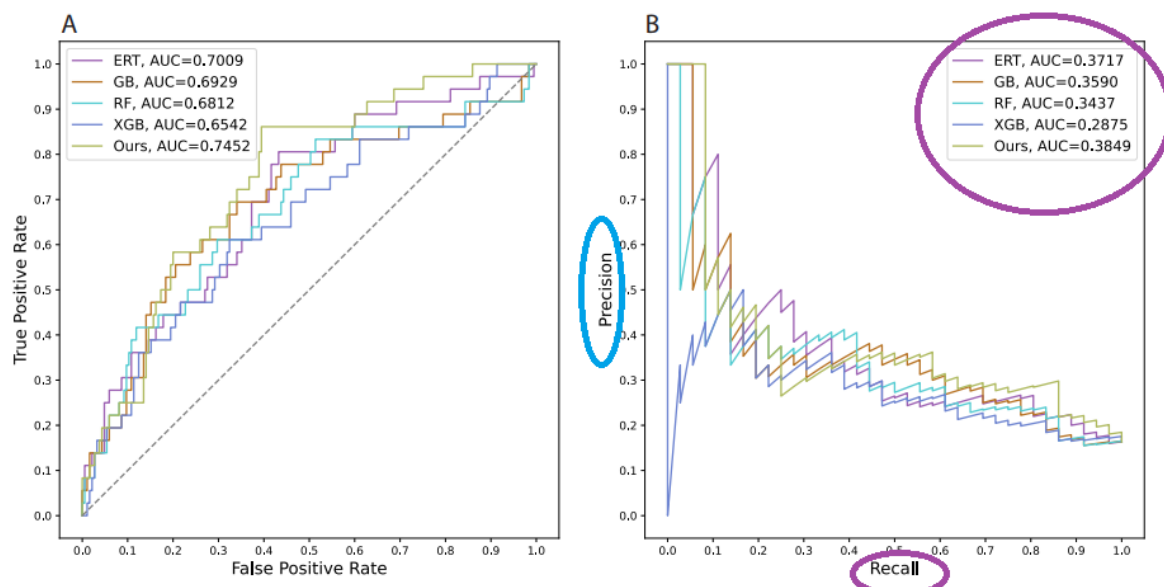 A
ERT, AUC=0.7009
GB, AUC=0.6929
RF, AUC=0.6812
XGB, AUC=0.6542
Ours, AUC=0.7452
True Positive Rate
1.0
0.9
0.8
0.7
0.6
0.5
0.4
0.3
0.2
0.1
0.0
0.0 0.1 0.2 0.3 0.4 0.5 0.6 0.7 0.8 0.9 1.0
False Positive Rate
B
ERT, AUC=0.3717
GB, AUC=0.3590
RF, AUC=0.3437
XGB, AUC=0.2875
Ours, AUC=0.3849
Precision
1.0
0.9
0.8
0.7
0.6
0.5
0.4
0.3
0.2
0.1
0.0
0.0 0.1 0.2 0.3 0.4 0.5 0.6 0.7 0.8 0.9 1.0
Recall